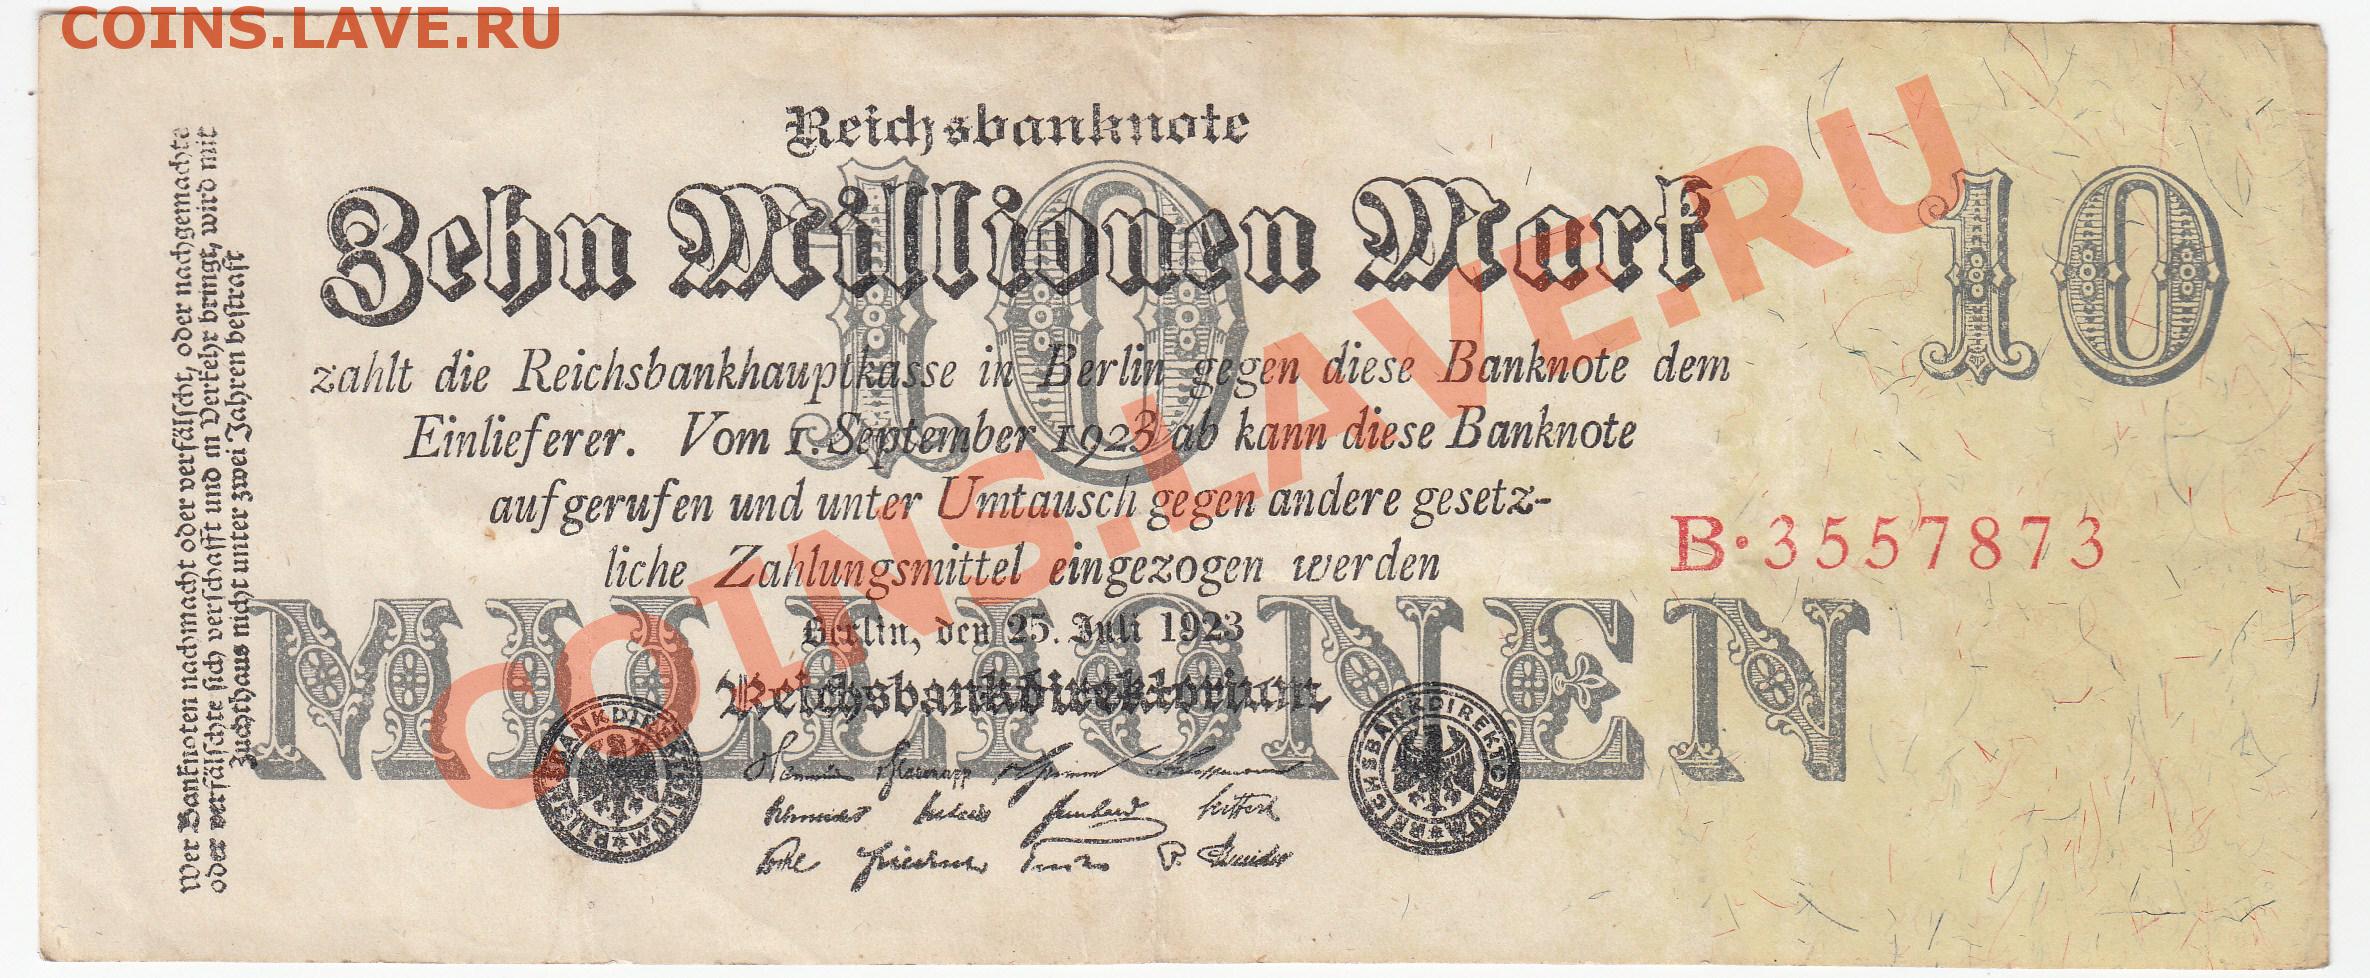 COINS.LAVE.RU
Reichsbanknote
10
Zehn Millionen Mark
10
zahlt die Reichsbankhauptkasse in Berlin gegen diese Banknote dem
Einlieferer. Vom 1. September 1923 ab kann diese Banknote
aufgerufen und unter Umtausch gegen andere gesetz-
liche Zahlungsmittel eingezogen werden
B·3557873
MILLIONEN
Berlin, den 25. Juli 1923
Reichsbankdirektorium
REICHSBANKDIREKTORIUM
REICHSBANKDIREKTORIUM
Wer Banknoten nachmacht oder verfälscht, oder nachgemachte
oder verfälschte sich verschafft und in Verkehr bringt, wird mit
Zuchthaus nicht unter zwei Jahren bestraft
COINS.LAVE.RU